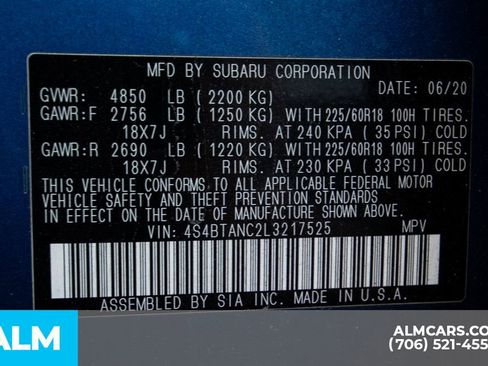 MFD BY SUBARU CORPORATION
DATE: 06/20
GVWR: 4850 LB ( 2200 KG)
GAWR:F 2756 LB ( 1250 KG) WITH 225/60R18 100H TIRES.
18X7J RIMS. AT 240 KPA ( 35 PSI) COLD
GAWR:R 2690 LB ( 1220 KG) WITH 225/60R18 100H TIRES.
18X7J RIMS. AT 230 KPA ( 33 PSI) COLD
THIS VEHICLE CONFORMS TO ALL APPLICABLE FEDERAL MOTOR
VEHICLE SAFETY AND THEFT PREVENTION STANDARDS
IN EFFECT ON THE DATE OF MANUFACTURE SHOWN ABOVE.
VIN: 4S4BTANC2L3217525 MPV
ASSEMBLED BY SIA INC. MADE IN U.S.A.
ALM
ALMCARS.CO
(706) 521-455